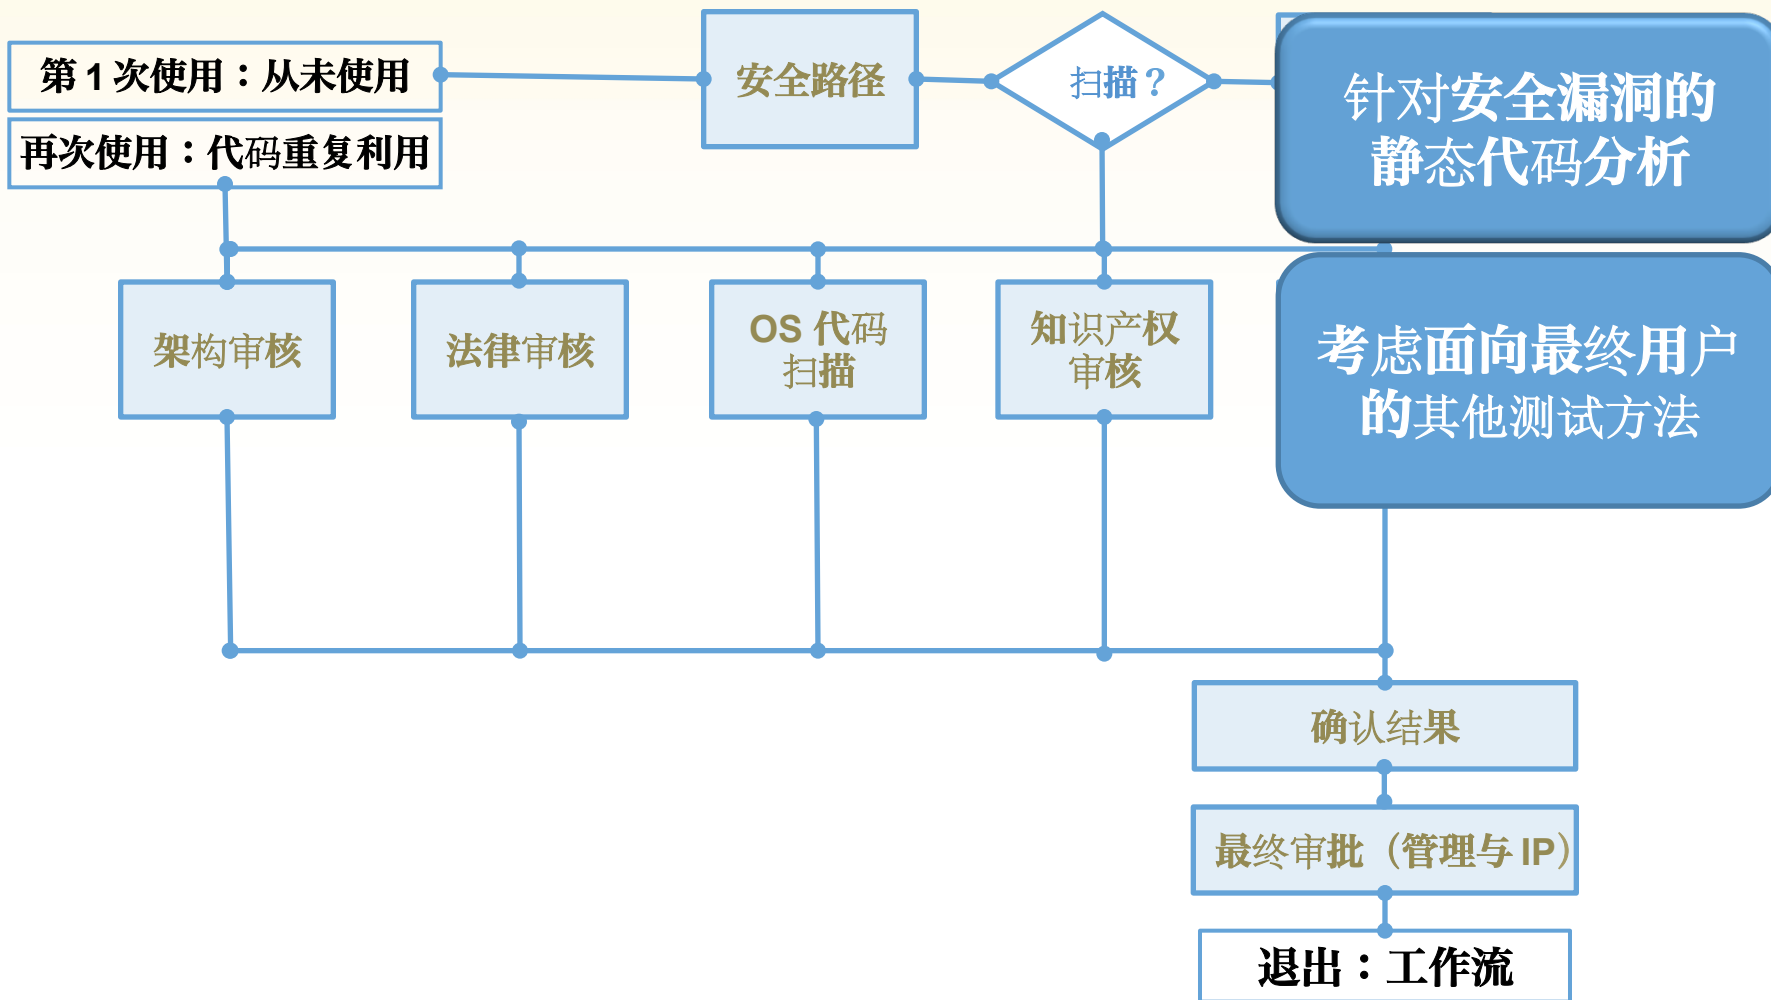 第 1 次使用：从未使用
再次使用：代码重复利用
安全路径
扫描？
针对安全漏洞的
静态代码分析
架构审核
法律审核
OS 代码
扫描
知识产权
审核
考虑面向最终用户
的其他测试方法
确认结果
最终审批（管理与 IP）
退出：工作流